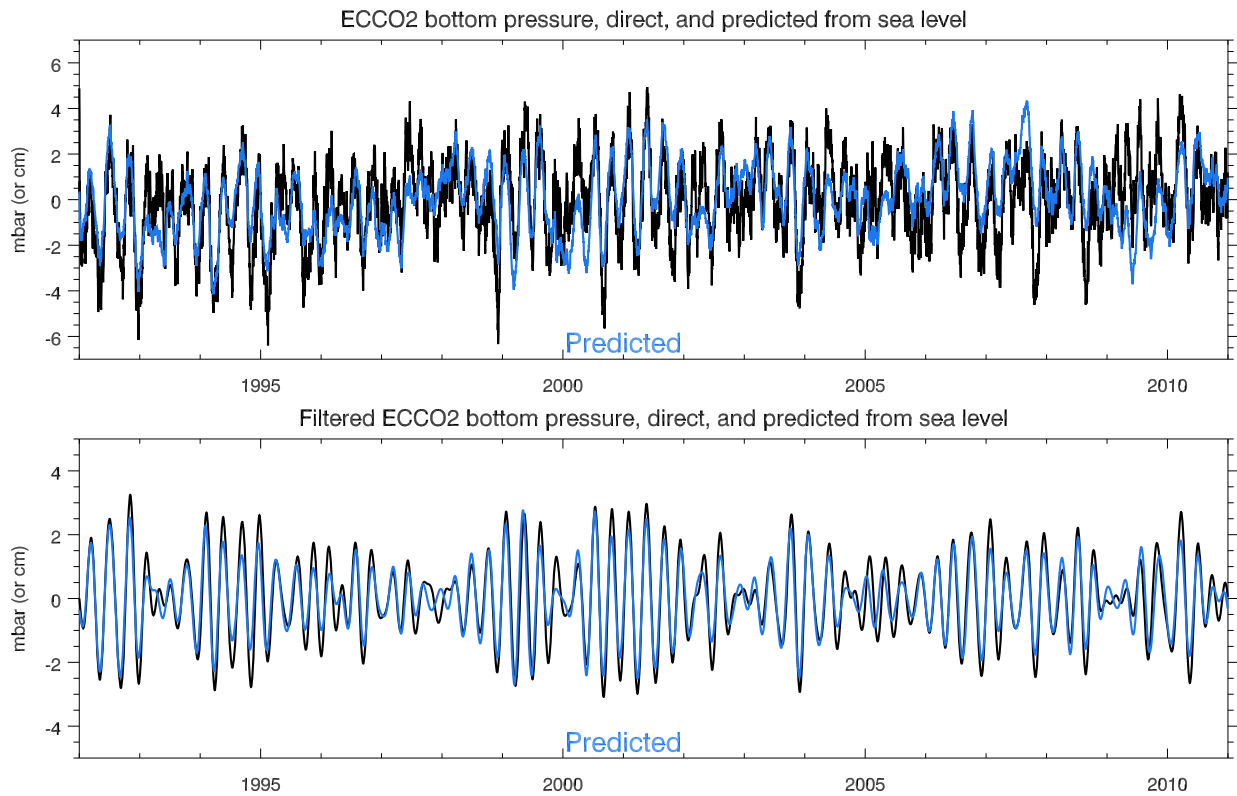 ECCO2 bottom pressure, direct, and predicted from sea level
mbar (or cm)
6
4
2
0
-2
-4
-6
Predicted
1995 2000 2005 2010
Filtered ECCO2 bottom pressure, direct, and predicted from sea level
mbar (or cm)
4
2
0
-2
-4
Predicted
1995 2000 2005 2010